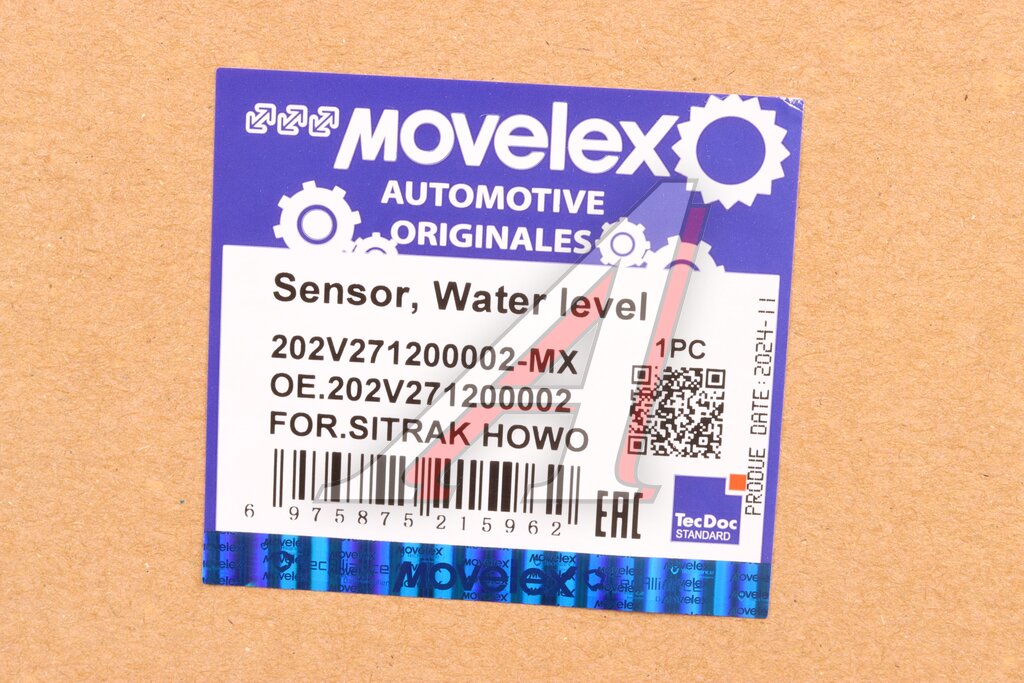 MOVelex
AUTOMOTIVE
ORIGINALES
Sensor, Water level
202V271200002-MX
1PC
OE.202V271200002
FOR.SITRAK HOWO
6 975875 215962
EAC
TecDoc
STANDARD
PRODUE DATE:2024-11
Movelex